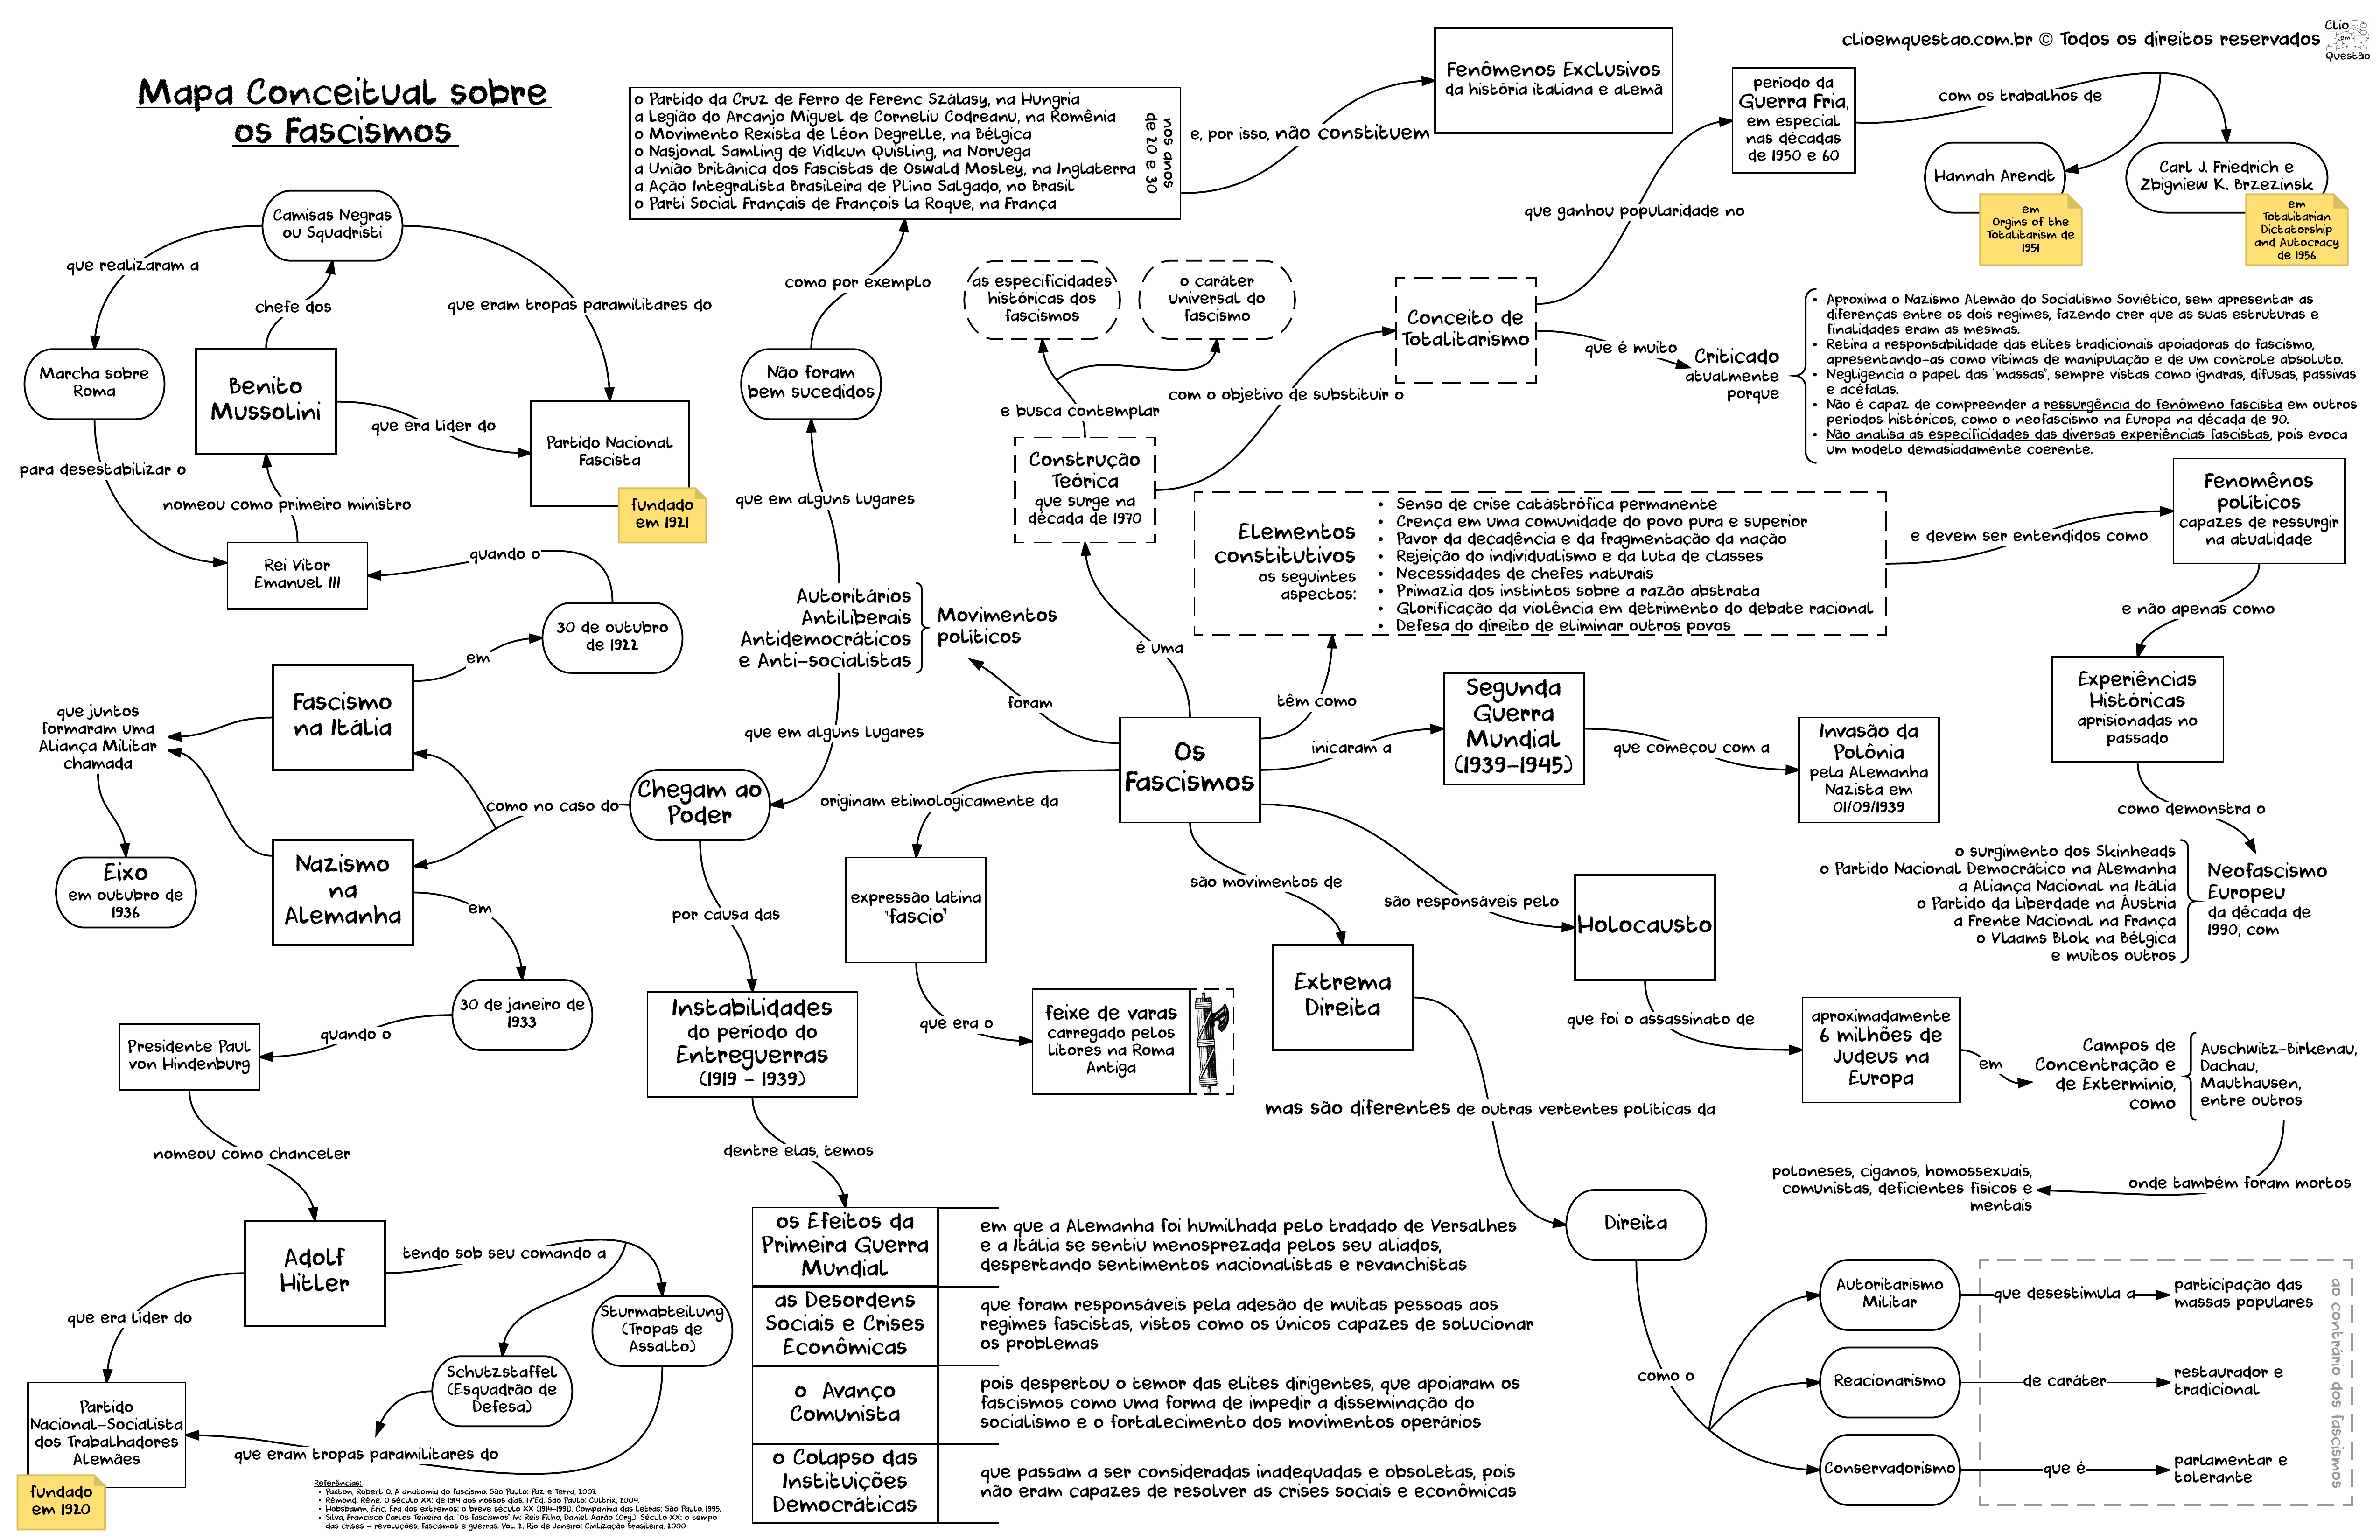 clioemquestao.com.br © Todos os direitos reservados
Clio
em
Questão
Mapa Conceitual sobre
os Fascismos
o Partido da Cruz de Ferro de Ferenc Szálasy, na Hungria
a Legião do Arcanjo Miguel de Corneliu Codreanu, na Romênia
o Movimento Rexista de Léon Degrelle, na Bélgica
o Nasjonal Samling de Vidkun Quisling, na Noruega
a União Britânica dos Fascistas de Oswald Mosley, na Inglaterra
a Ação Integralista Brasileira de Plino Salgado, no Brasil
o Parti Social Français de François la Roque, na França
nos anos
de 20 e 30
e, por isso, não constituem
Fenômenos Exclusivos
da história italiana e alemã
período da
Guerra Fria,
em especial
nas décadas
de 1950 e 60
com os trabalhos de
Hannah Arendt
em
Orgins of the
Totalitarism de
1951
Carl J. Friedrich e
Zbigniew K. Brzezinsk
em
Totalitarian
Dictatorship
and Autocracy
de 1956
que ganhou popularidade no
Camisas Negras
ou Squadristi
que realizaram a
chefe dos
que eram tropas paramilitares do
Marcha sobre
Roma
Benito
Mussolini
que era líder do
Partido Nacional
Fascista
fundado
em 1921
para desestabilizar o
nomeou como primeiro ministro
Rei Vitor
Emanuel III
quando o
30 de outubro
de 1922
em
como por exemplo
Não foram
bem sucedidos
que em alguns lugares
as especificidades
históricas dos
fascismos
o caráter
universal do
fascismo
e busca contemplar
Construção
Teórica
que surge na
década de 1970
com o objetivo de substituir o
Conceito de
Totalitarismo
que é muito
Criticado
atualmente
porque
• Aproxima o Nazismo Alemão do Socialismo Soviético, sem apresentar as
diferenças entre os dois regimes, fazendo crer que as suas estruturas e
finalidades eram as mesmas.
• Retira a responsabilidade das elites tradicionais apoiadoras do fascismo,
apresentando-as como vítimas de manipulação e de um controle absoluto.
• Negligencia o papel das "massas", sempre vistas como ignaras, difusas, passivas
e acéfalas.
• Não é capaz de compreender a ressurgência do fenômeno fascista em outros
períodos históricos, como o neofascismo na Europa na década de 90.
• Não analisa as especificidades das diversas experiências fascistas, pois evoca
um modelo demasiadamente coerente.
Elementos
constitutivos
os seguintes
aspectos:
• Senso de crise catástrófica permanente
• Crença em uma comunidade do povo pura e superior
• Pavor da decadência e da fragmentação da nação
• Rejeição do individualismo e da luta de classes
• Necessidades de chefes naturais
• Primazia dos instintos sobre a razão abstrata
• Glorificação da violência em detrimento do debate racional
• Defesa do direito de eliminar outros povos
e devem ser entendidos como
Fenomênos
políticos
capazes de ressurgir
na atualidade
e não apenas como
Experiências
Históricas
aprisionadas no
passado
como demonstra o
Neofascismo
Europeu
da década de
1990, com
o surgimento dos Skinheads
o Partido Nacional Democrático na Alemanha
a Aliança Nacional na Itália
o Partido da Liberdade na Áustria
a Frente Nacional na França
o Vlaams Blok na Bélgica
e muitos outros
Autoritários
Antiliberais
Antidemocráticos
e Anti-socialistas
Movimentos
políticos
foram
é uma
têm como
Os
Fascismos
inicaram a
Segunda
Guerra
Mundial
(1939-1945)
que começou com a
Invasão da
Polônia
pela Alemanha
Nazista em
01/09/1939
que em alguns lugares
Chegam ao
Poder
como no caso do
Fascismo
na Itália
Nazismo
na
Alemanha
que juntos
formaram uma
Aliança Militar
chamada
Eixo
em outubro de
1936
em
30 de janeiro de
1933
quando o
Presidente Paul
von Hindenburg
nomeou como chanceler
Adolf
Hitler
tendo sob seu comando a
Sturmabteilung
(Tropas de
Assalto)
Schutzstaffel
(Esquadrão de
Defesa)
que era líder do
Partido
Nacional-Socialista
dos Trabalhadores
Alemães
fundado
em 1920
que eram tropas paramilitares do
originam etimologicamente da
expressão latina
"fascio"
que era o
feixe de varas
carregado pelos
litores na Roma
Antiga
são movimentos de
Extrema
Direita
mas são diferentes de outras vertentes políticas da
Direita
como o
Autoritarismo
Militar
que desestimula a
participação das
massas populares
Reacionarismo
de caráter
restaurador e
tradicional
Conservadorismo
que é
parlamentar e
tolerante
ao contrário dos fascismos
são responsáveis pelo
Holocausto
que foi o assassinato de
aproximadamente
6 milhões de
Judeus na
Europa
em
Campos de
Concentração e
de Extermínio,
como
Auschwitz-Birkenau,
Dachau,
Mauthausen,
entre outros
onde também foram mortos
poloneses, ciganos, homossexuais,
comunistas, deficientes físicos e
mentais
por causa das
Instabilidades
do período do
Entreguerras
(1919 - 1939)
dentre elas, temos
os Efeitos da
Primeira Guerra
Mundial
em que a Alemanha foi humilhada pelo tradado de Versalhes
e a Itália se sentiu menosprezada pelos seu aliados,
despertando sentimentos nacionalistas e revanchistas
as Desordens
Sociais e Crises
Econômicas
que foram responsáveis pela adesão de muitas pessoas aos
regimes fascistas, vistos como os únicos capazes de solucionar
os problemas
o Avanço
Comunista
pois despertou o temor das elites dirigentes, que apoiaram os
fascismos como uma forma de impedir a disseminação do
socialismo e o fortalecimento dos movimentos operários
o Colapso das
Instituições
Democráticas
que passam a ser consideradas inadequadas e obsoletas, pois
não eram capazes de resolver as crises sociais e econômicas
Referências:
• Paxton, Robert O. A anatomia do fascismo. São Paulo: Paz e Terra, 2007.
• Rémond, Réne. O século XX: de 1914 aos nossos dias. 17ªEd. São Paulo: Cultrix, 2004.
• Hobsbawm, Eric. Era dos extremos: o breve século XX (1914-1991). Companhia das Letras: São Paulo, 1995.
• Silva, Francisco Carlos Teixeira da. "Os fascismos" In: Reis Filho, Daniel Aarão (Org.). Século XX: o tempo
das crises – revoluções, fascismos e guerras. Vol. 2. Rio de Janeiro: Civilização Brasileira, 2000